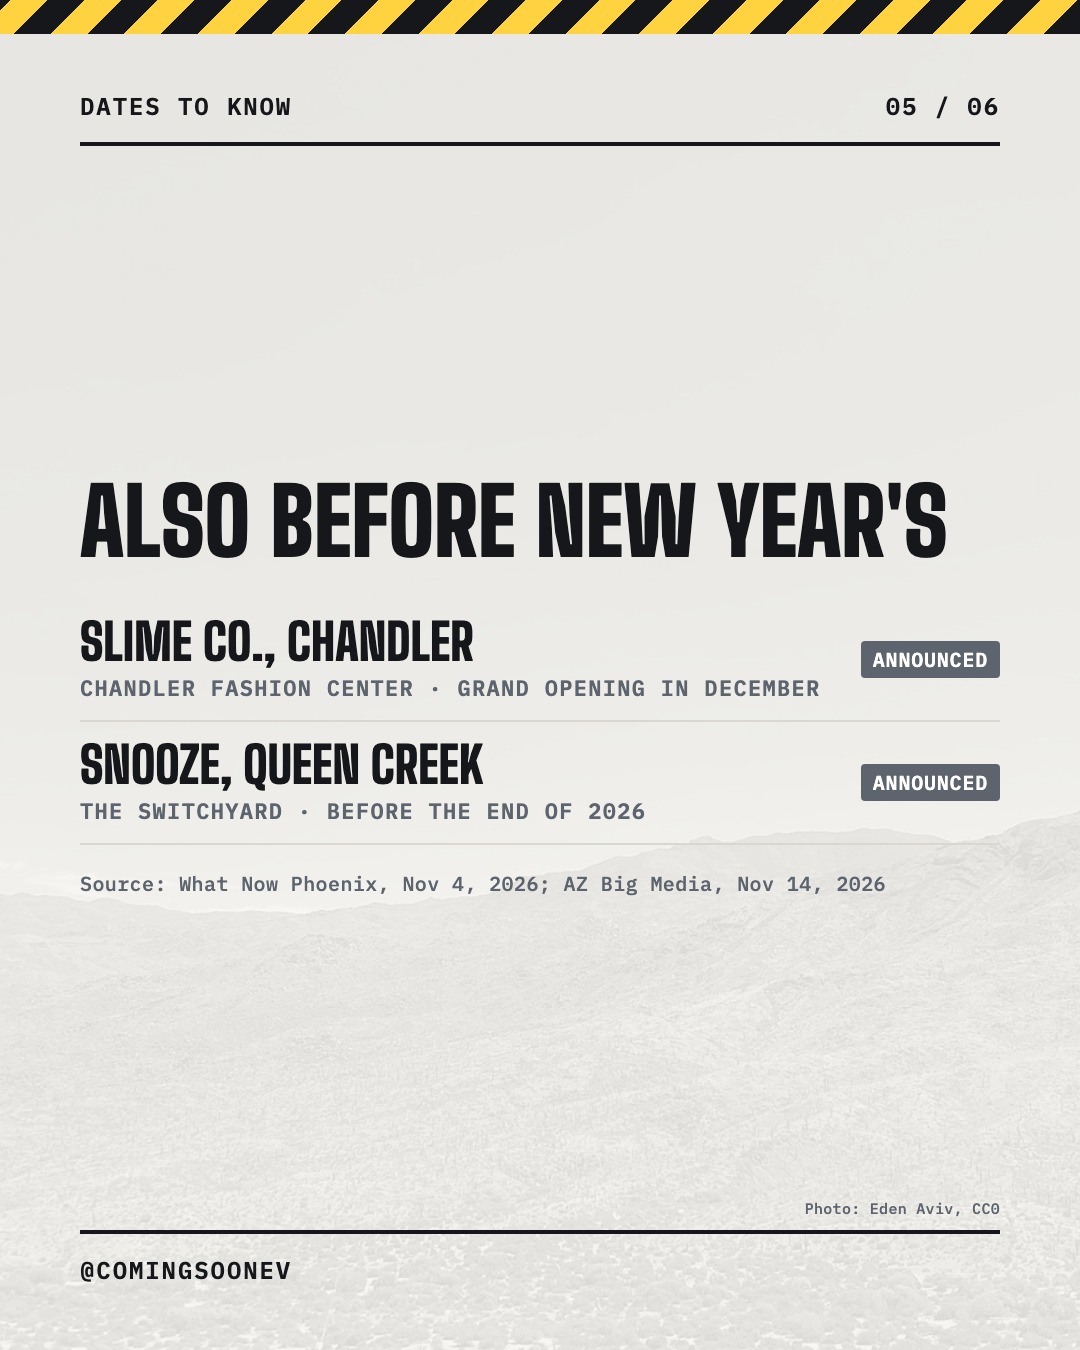 DATES TO KNOW
05 / 06
ALSO BEFORE NEW YEAR'S
SLIME CO., CHANDLER
CHANDLER FASHION CENTER · GRAND OPENING IN DECEMBER
ANNOUNCED
SNOOZE, QUEEN CREEK
THE SWITCHYARD · BEFORE THE END OF 2026
ANNOUNCED
Source: What Now Phoenix, Nov 4, 2026; AZ Big Media, Nov 14, 2026
Photo: Eden Aviv, CC0
@COMINGSOONEV